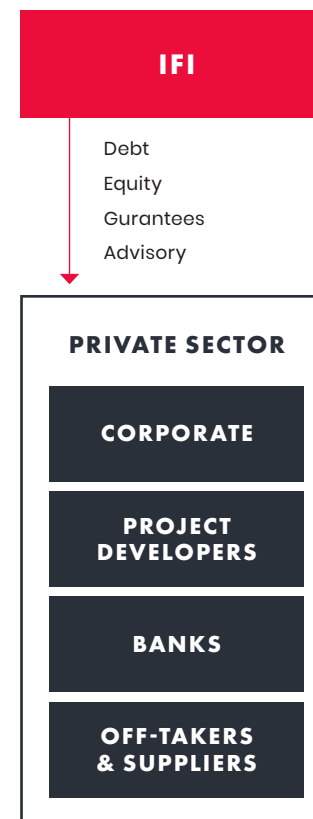 IFI
Debt
Equity
Gurantees
Advisory
PRIVATE SECTOR
CORPORATE
PROJECT
DEVELOPERS
BANKS
OFF-TAKERS
& SUPPLIERS